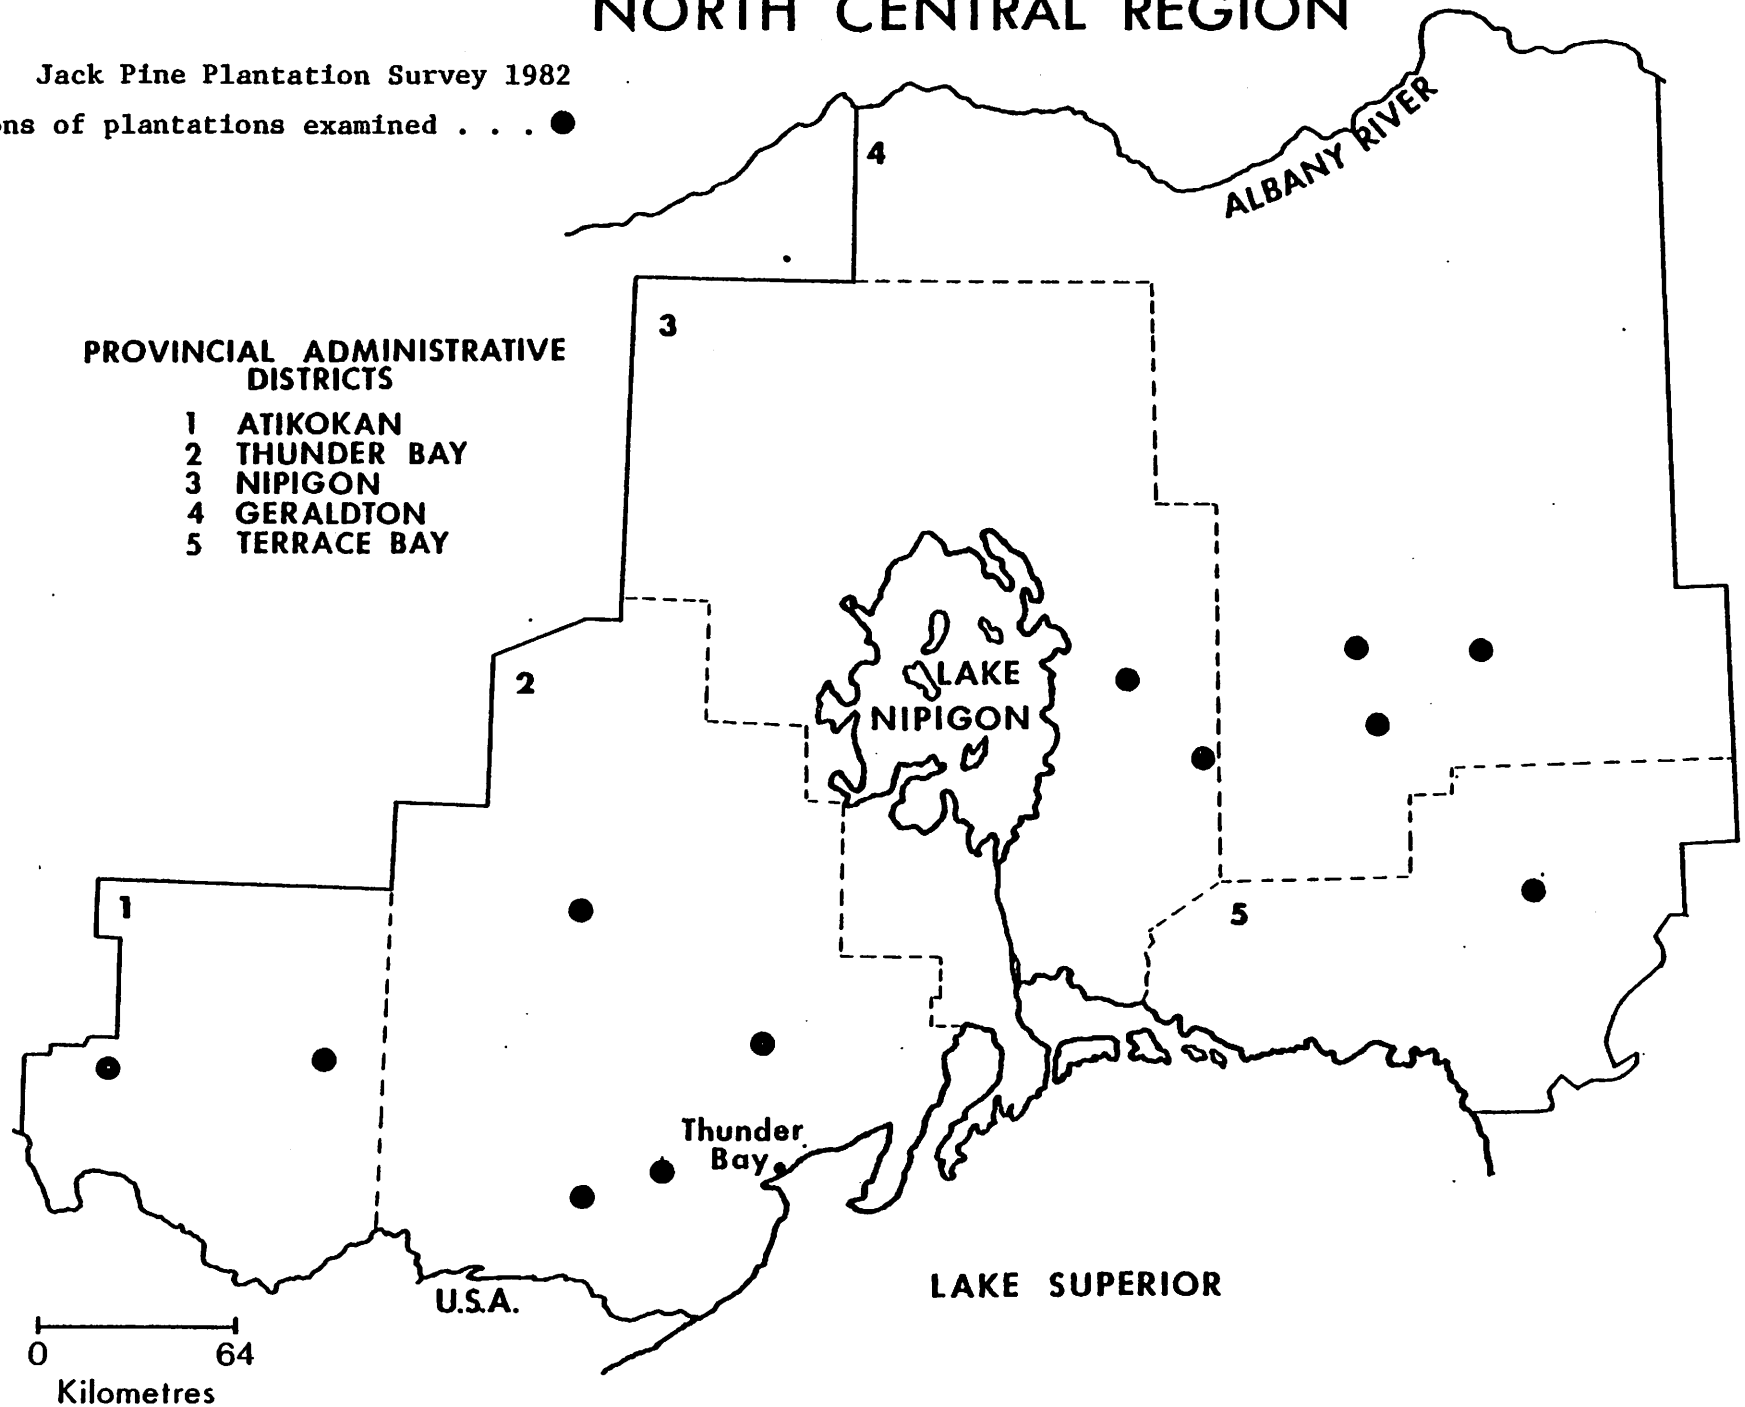 NORTH CENTRAL REGION
Jack Pine Plantation Survey 1982
of plantations examined . . .
ALBANY RIVER
4
3
PROVINCIAL ADMINISTRATIVE
DISTRICTS
1 ATIKOKAN
2 THUNDER BAY
3 NIPIGON
4 GERALDTON
5 TERRACE BAY
2
LAKE
NIPIGON
1
5
Thunder
Bay
LAKE SUPERIOR
U.S.A.
0 64
Kilometres